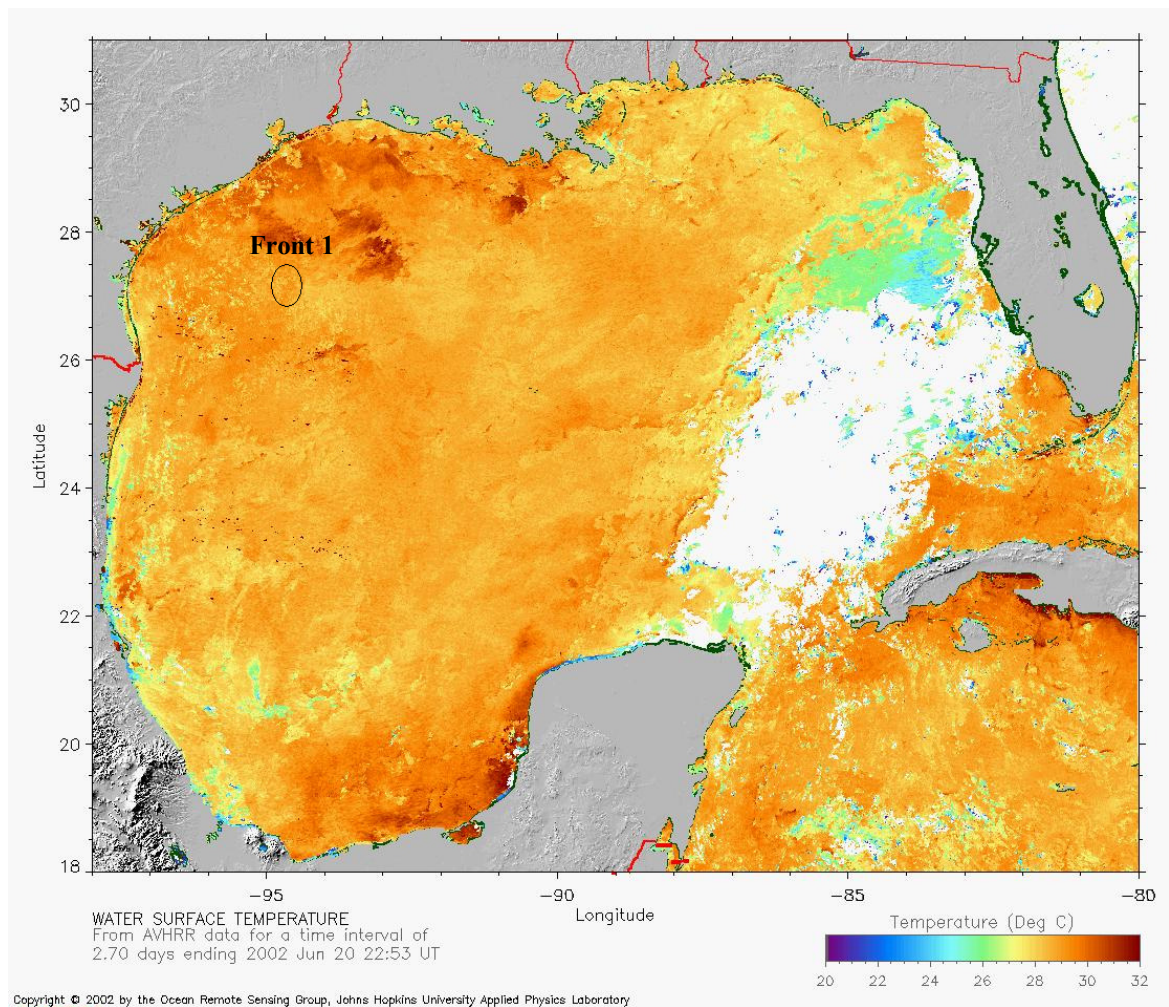 30
28
Front 1
26
Latitude
24
22
20
18
−95
−90
−85
−80
Longitude
WATER SURFACE TEMPERATURE
From AVHRR data for a time interval of
2.70 days ending 2002 Jun 20 22:53 UT
Temperature (Deg C)
20 22 24 26 28 30 32
Copyright © 2002 by the Ocean Remote Sensing Group, Johns Hopkins University Applied Physics Laboratory